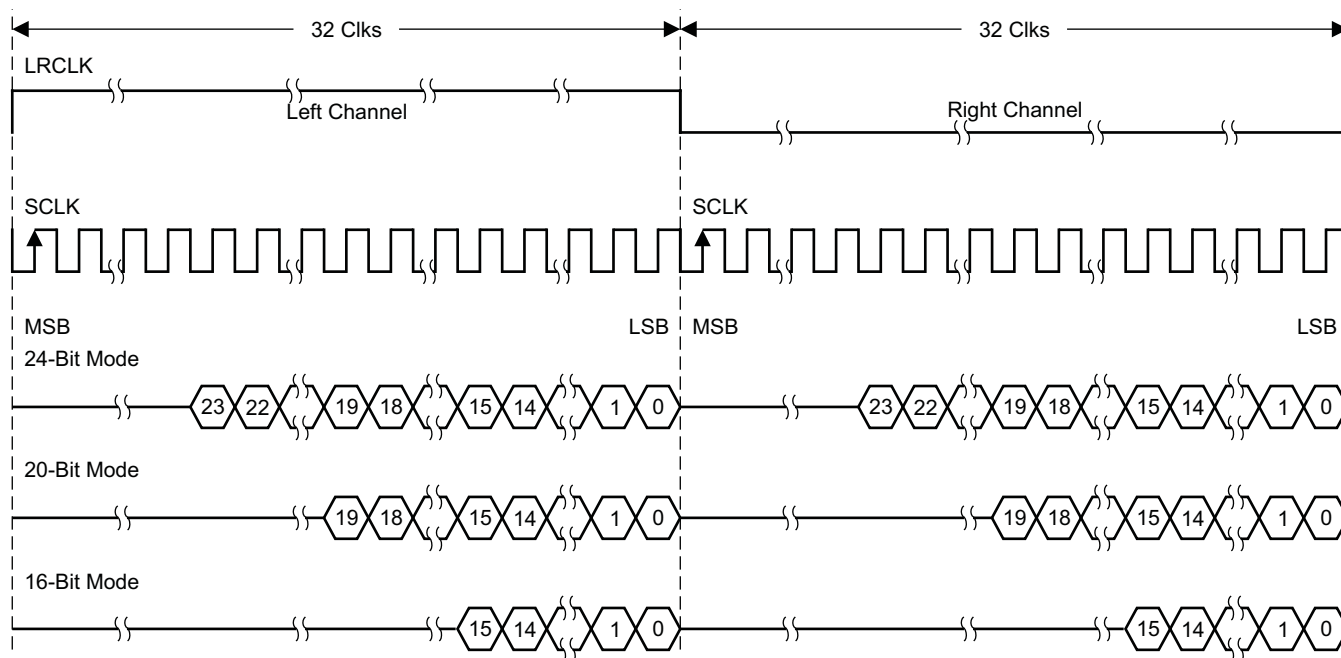 32 Clks 32 Clks
LRCLK
Left Channel Right Channel
SCLK SCLK
MSB LSB MSB LSB
24-Bit Mode
23 22 19 18 15 14 1 0 23 22 19 18 15 14 1 0
20-Bit Mode
19 18 15 14 1 0 19 18 15 14 1 0
16-Bit Mode
15 14 1 0 15 14 1 0